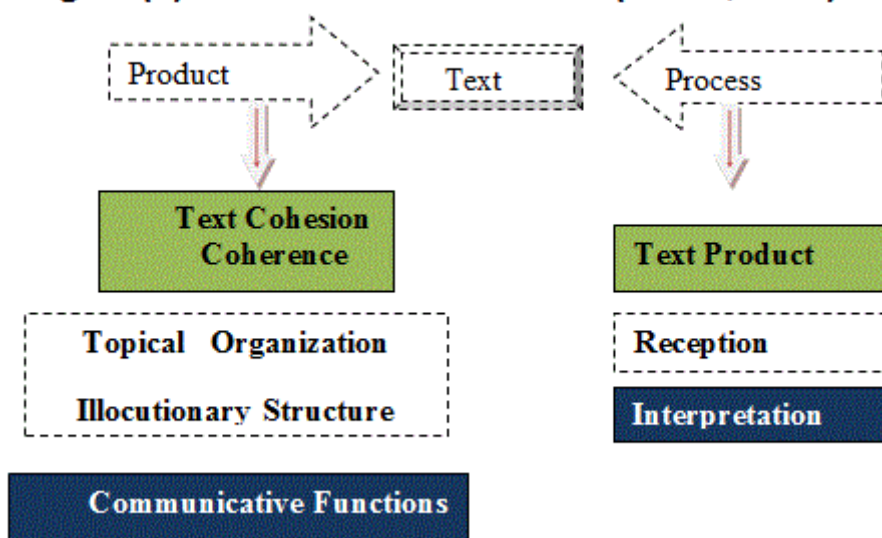 Product
Text
Process
Text Cohesion
Coherence
Text Product
Topical Organization
Reception
Illocutionary Structure
Interpretation
Communicative Functions